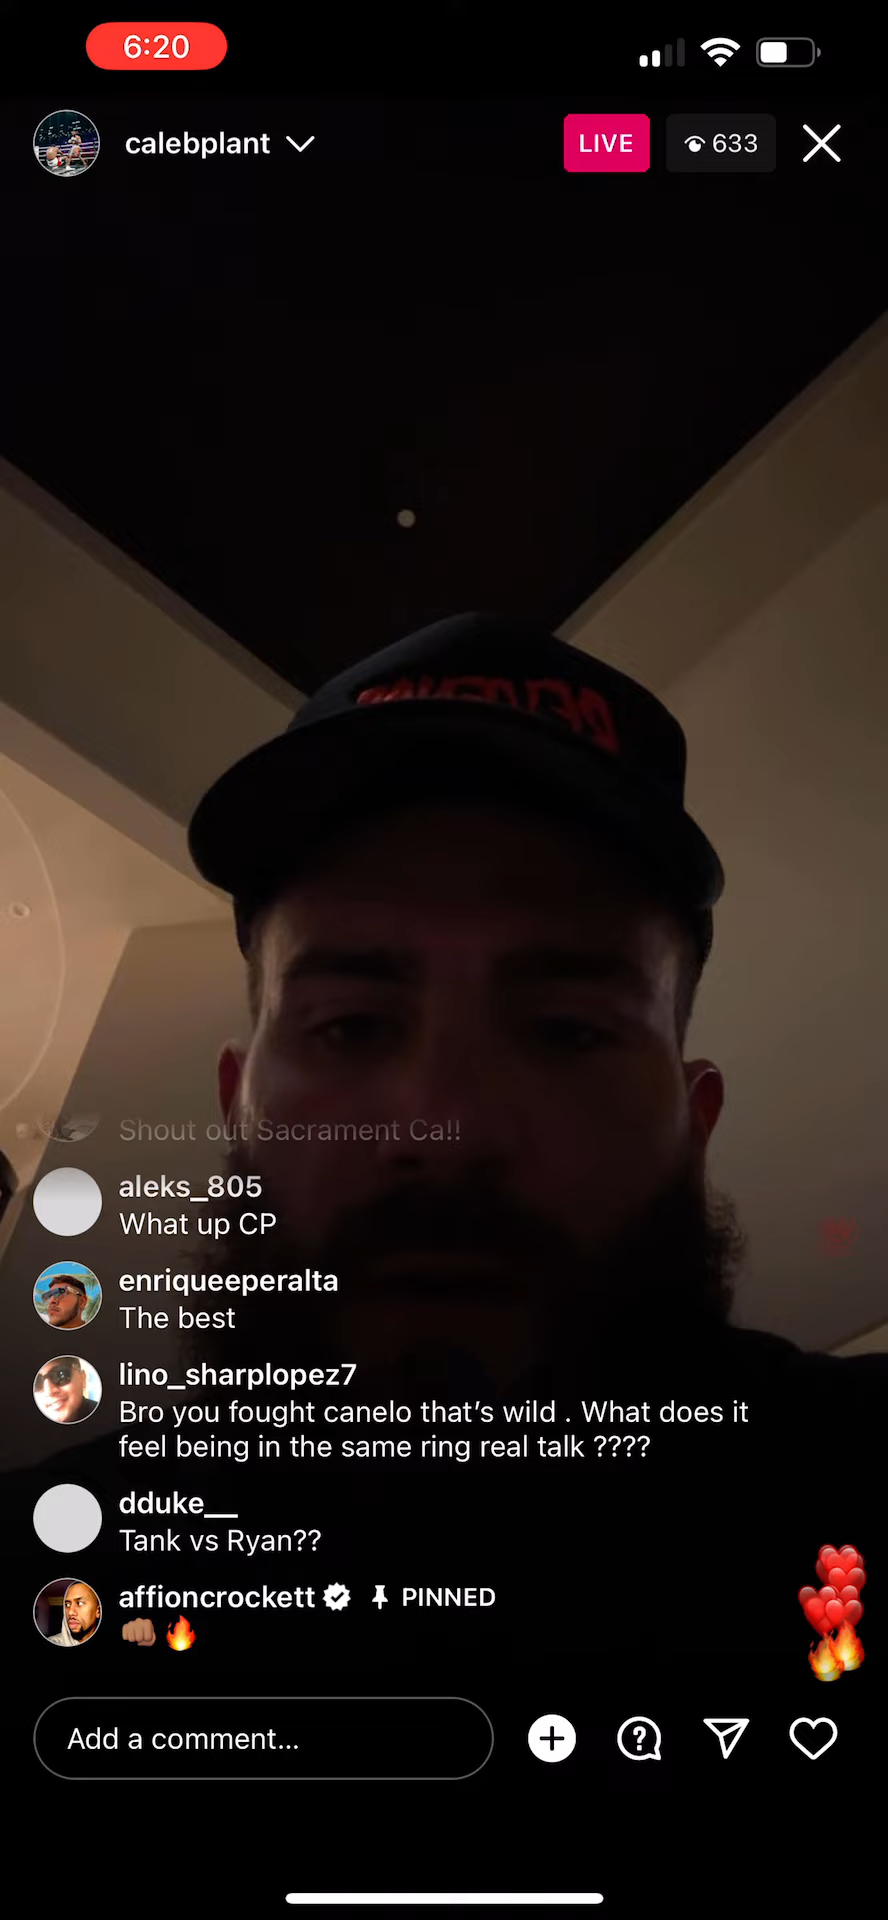 6:20
calebplant
LIVE
633
Shout out Sacrament Ca!!
aleks_805
What up CP
enriqueeperalta
The best
lino_sharplopez7
Bro you fought canelo that’s wild . What does it
feel being in the same ring real talk ????
dduke__
Tank vs Ryan??
affioncrockett PINNED
👊🏽🔥
Add a comment...